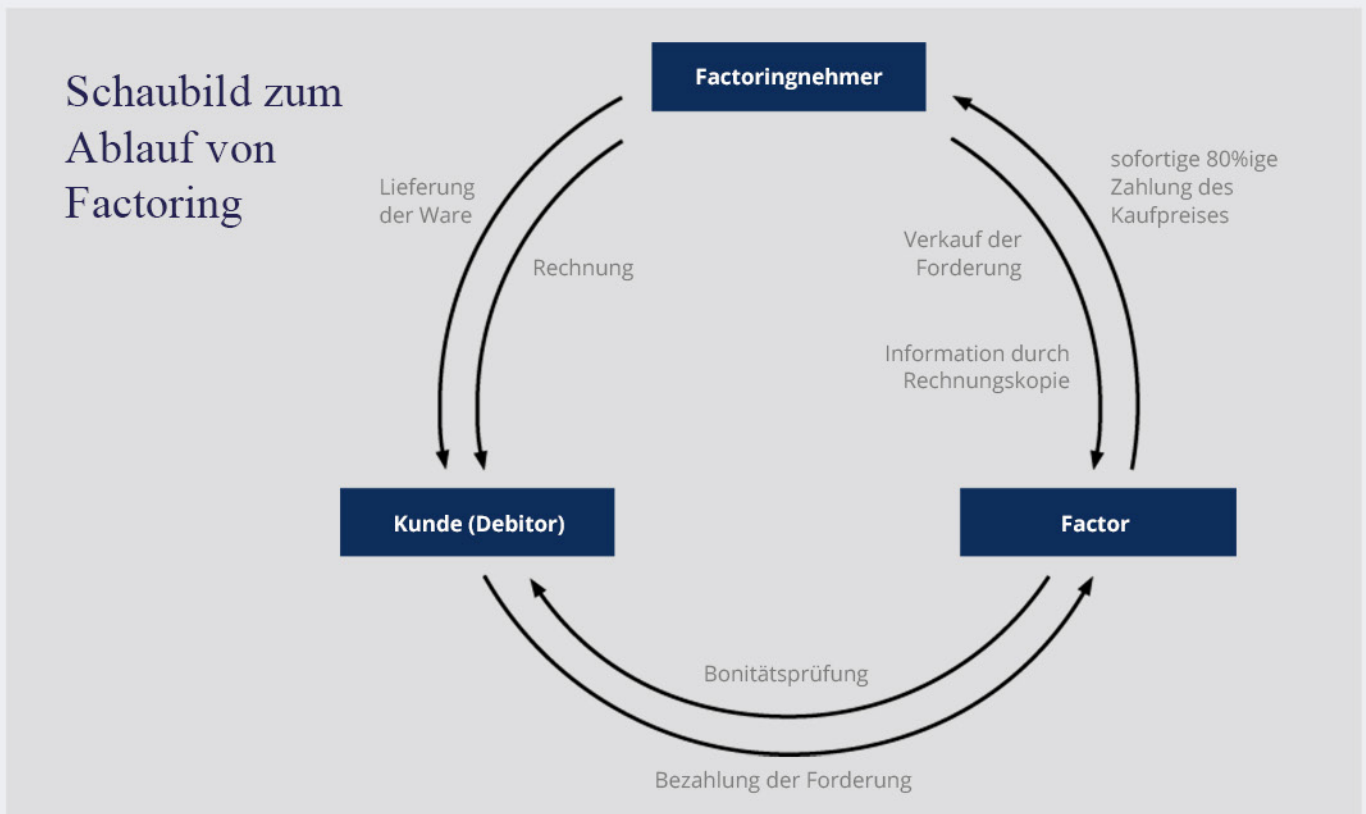 Schaubild zum
Ablauf von
Factoring
Factoringnehmer
Lieferung
der Ware
Rechnung
sofortige 80%ige
Zahlung des
Kaufpreises
Verkauf der
Forderung
Information durch
Rechnungskopie
Kunde (Debitor)
Factor
Bonitätsprüfung
Bezahlung der Forderung